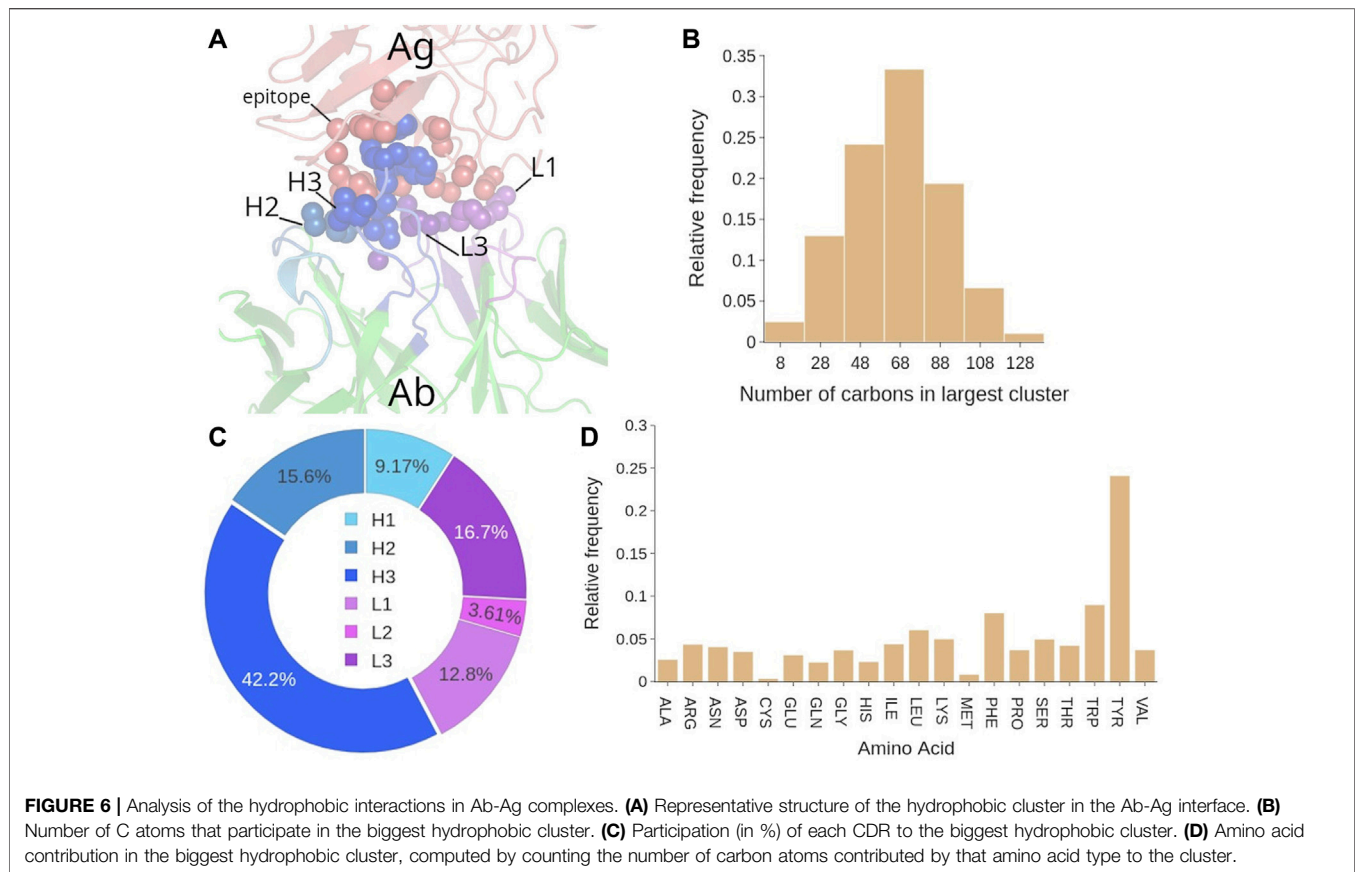 A
Ag
epitope
H3
H2
L1
L3
Ab
B
0.35
0.3
0.25
0.2
0.15
0.1
0.05
0
Relative frequency
8 28 48 68 88 108 128
Number of carbons in largest cluster
C
9.17%
15.6%
16.7%
3.61%
12.8%
42.2%
H1
H2
H3
L1
L2
L3
D
0.3
0.25
0.2
0.15
0.1
0.05
0
Relative frequency
ALA ARG ASN ASP CYS GLU GLN GLY HIS ILE LEU LYS MET PHE PRO SER THR TRP TYR VAL
Amino Acid
FIGURE 6 | Analysis of the hydrophobic interactions in Ab-Ag complexes. (A) Representative structure of the hydrophobic cluster in the Ab-Ag interface. (B)
Number of C atoms that participate in the biggest hydrophobic cluster. (C) Participation (in %) of each CDR to the biggest hydrophobic cluster. (D) Amino acid
contribution in the biggest hydrophobic cluster, computed by counting the number of carbon atoms contributed by that amino acid type to the cluster.